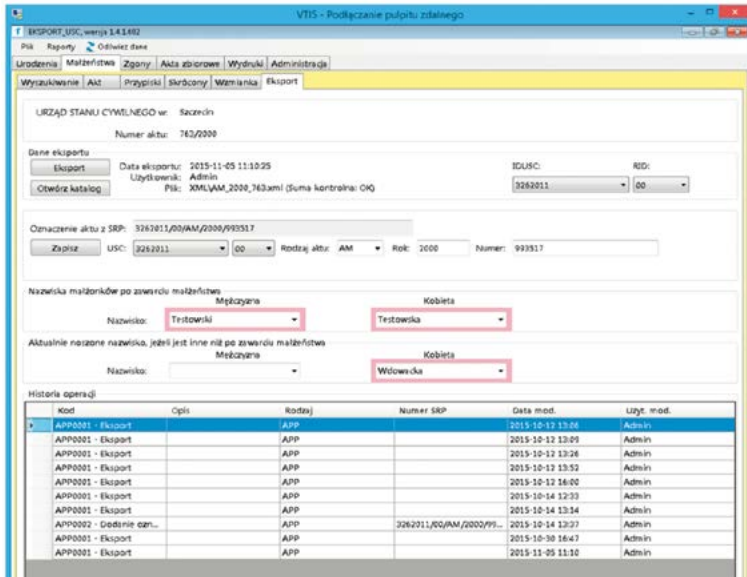 VTIS - Podłączanie pulpitu zdalnego
EKSPORT_USC, wersja 1.4.1.402
Plik Raporty Odśwież dane
Urodzenia Małżeństwa Zgony Akta zbiorowe Wydruki Administracja
Wyszukiwanie Akt Przypiski Skrócony Wzmianka Eksport
URZĄD STANU CYWILNEGO w: Szczecin
Numer aktu: 763/2000
Dane eksportu
Eksport Data eksportu: 2015-11-05 11:10:25 IDUSC: RID:
Użytkownik: Admin 3262011 00
Otwórz katalog Plik: XML\AM_2000_763.xml (Suma kontrolna: OK)
Oznaczenie aktu z SRP: 3262011/00/AM/2000/993517
Zapisz USC: 3262011 00 Rodzaj aktu: AM Rok: 2000 Numer: 993517
Nazwiska małżonków po zawarciu małżeństwa
Mężczyzna Kobieta
Nazwisko: Testowski Testowska
Aktualnie noszone nazwisko, jeżeli jest inne niż po zawarciu małżeństwa
Mężczyzna Kobieta
Nazwisko: Wdowacka
Historia operacji
Kod Opis Rodzaj Numer SRP Data mod. Użyt. mod.
APP0001 - Eksport APP 2015-10-12 13:06 Admin
APP0001 - Eksport APP 2015-10-12 13:09 Admin
APP0001 - Eksport APP 2015-10-12 13:26 Admin
APP0001 - Eksport APP 2015-10-12 13:52 Admin
APP0001 - Eksport APP 2015-10-12 16:00 Admin
APP0001 - Eksport APP 2015-10-14 12:33 Admin
APP0001 - Eksport APP 2015-10-14 13:14 Admin
APP0002 - Dodanie ozn... APP 3262011/00/AM/2000/99... 2015-10-14 13:37 Admin
APP0001 - Eksport APP 2015-10-30 16:47 Admin
APP0001 - Eksport APP 2015-11-05 11:10 Admin